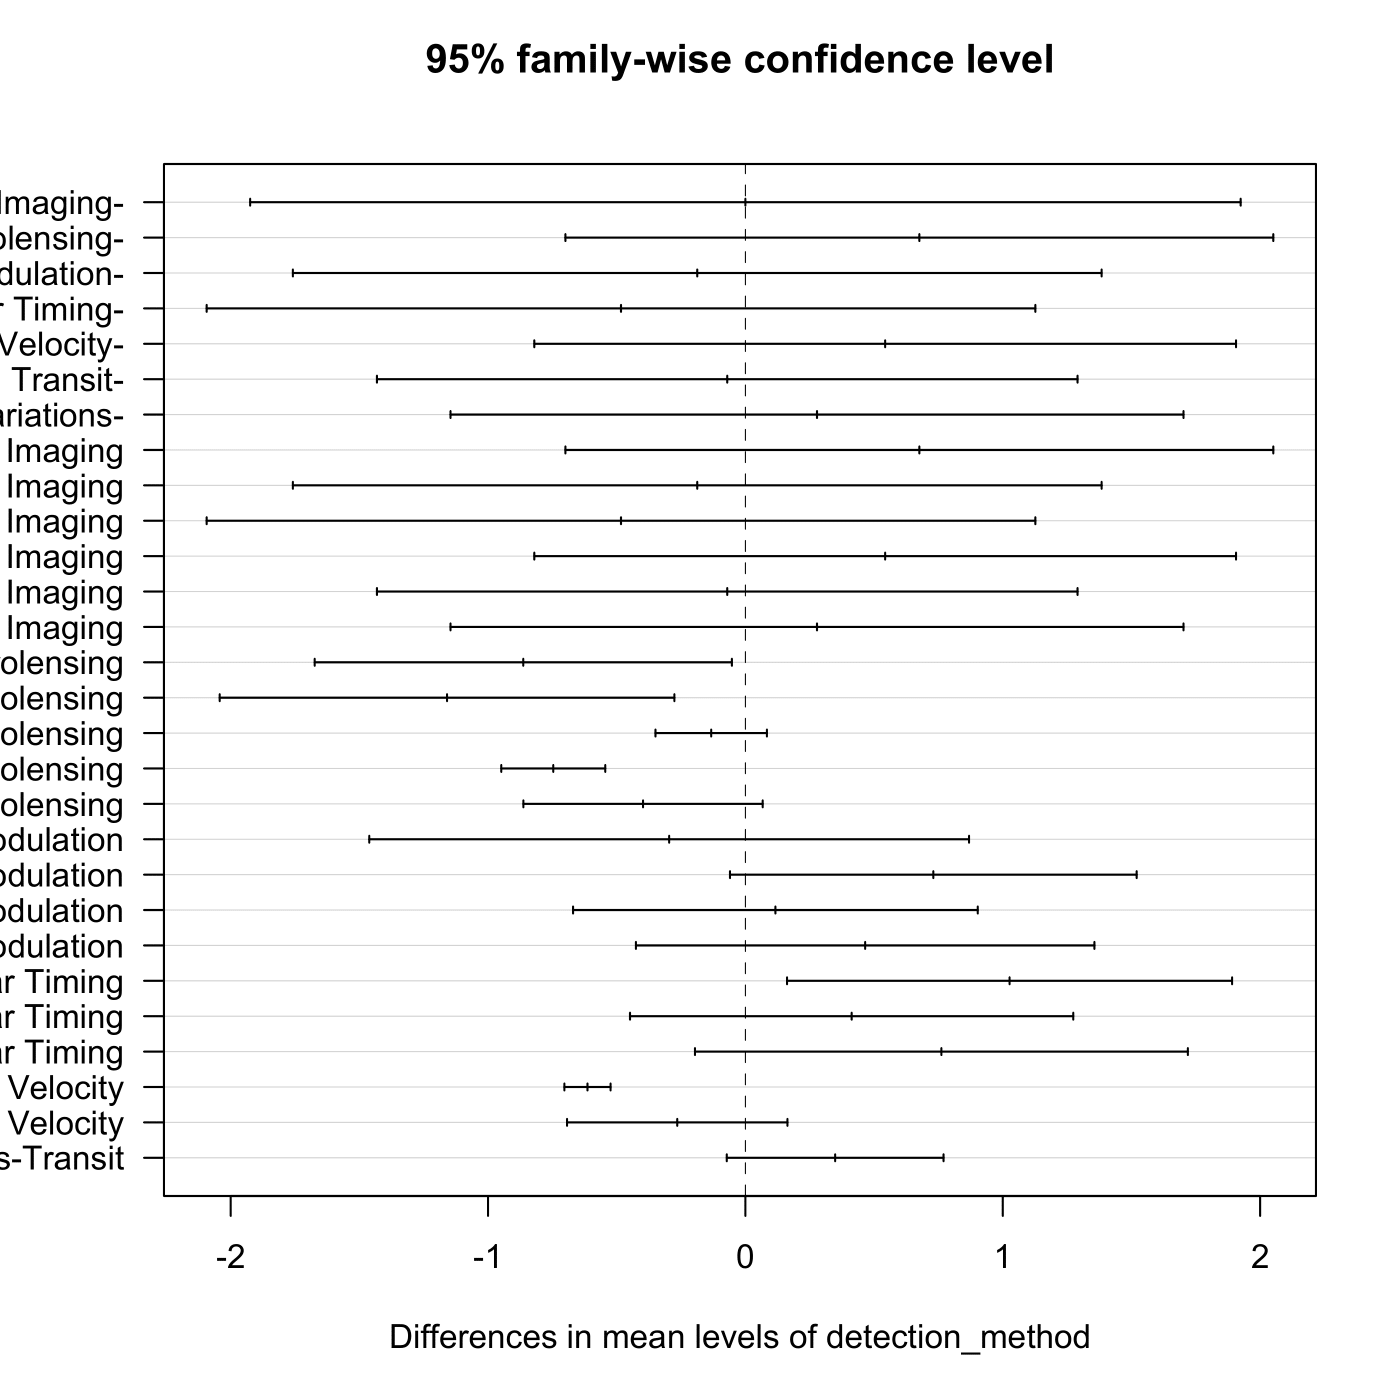 95% family-wise confidence level
Imaging-
olensing-
dulation-
r Timing-
Velocity-
Transit-
ariations-
Imaging
Imaging
Imaging
Imaging
Imaging
Imaging
olensing
olensing
olensing
olensing
olensing
odulation
odulation
odulation
odulation
ar Timing
ar Timing
ar Timing
Velocity
Velocity
s-Transit
-2 -1 0 1 2
Differences in mean levels of detection_method